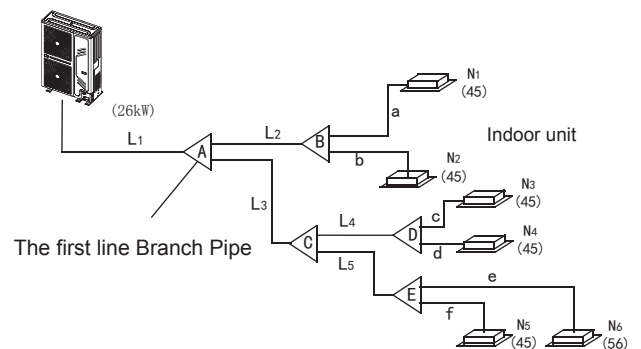 (26kW)
L1
A
L2
B
a
N1
(45)
b
N2
(45)
Indoor unit
L3
The first line Branch Pipe
C
L4
D
c
N3
(45)
d
N4
(45)
L5
E
e
f
N5
(45)
N6
(56)